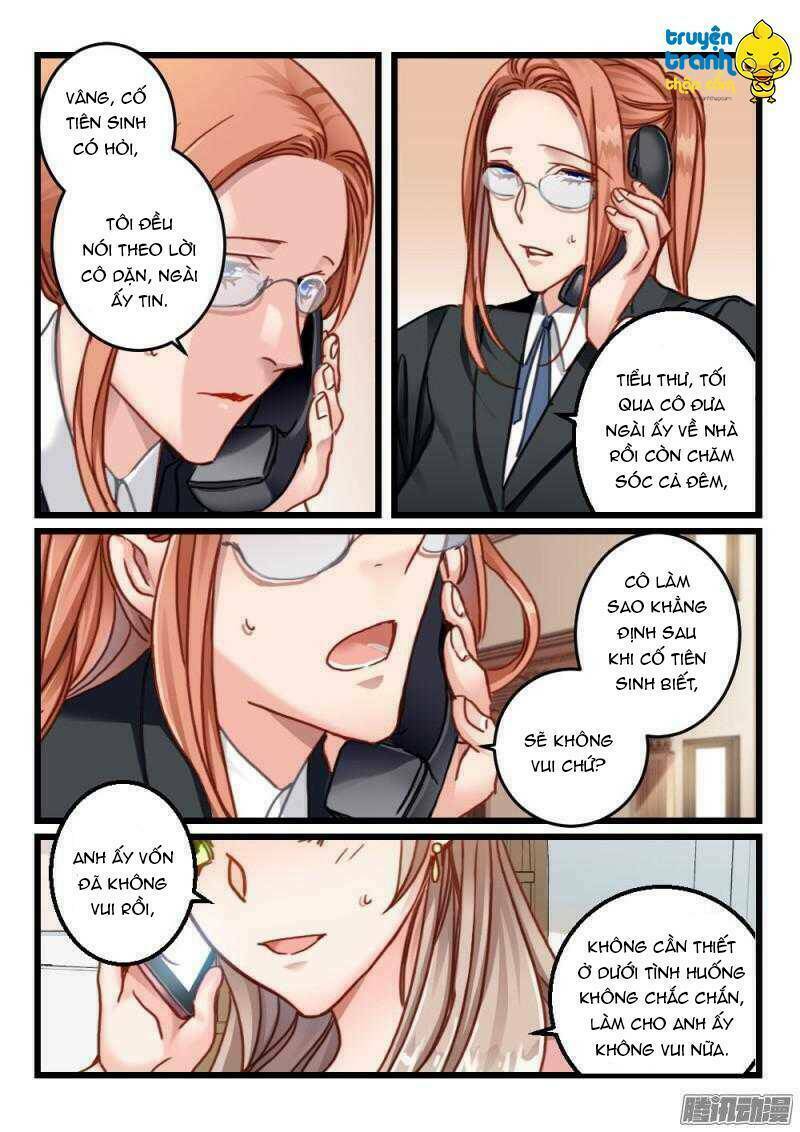 truyện
tranh
thập cẩm
VÂNG, CỐ
TIÊN SINH
CÓ HỎI,
TÔI ĐỀU
NÓI THEO LỜI
CÔ DẶN, NGÀI
ẤY TIN.
TIỂU THƯ, TỐI
QUA CÔ ĐƯA
NGÀI ẤY VỀ NHÀ
RỒI CÒN CHĂM
SÓC CẢ ĐÊM,
CÔ LÀM
SAO KHẲNG
ĐỊNH SAU
KHI CỐ TIÊN
SINH BIẾT,
SẼ KHÔNG
VUI CHỨ?
ANH ẤY VỐN
ĐÃ KHÔNG
VUI RỒI,
KHÔNG CẦN THIẾT
Ở DƯỚI TÌNH HUỐNG
KHÔNG CHẮC CHẮN,
LÀM CHO ANH ẤY
KHÔNG VUI NỮA.
腾讯动漫